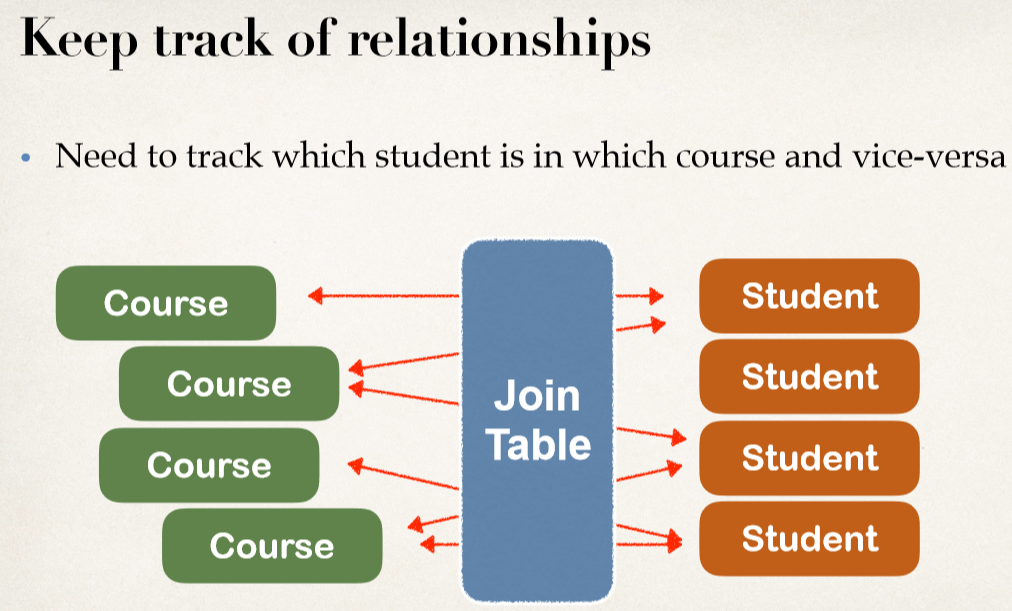 Keep track of relationships
• Need to track which student is in which course and vice-versa
Course
Course
Course
Course
Join
Table
Student
Student
Student
Student